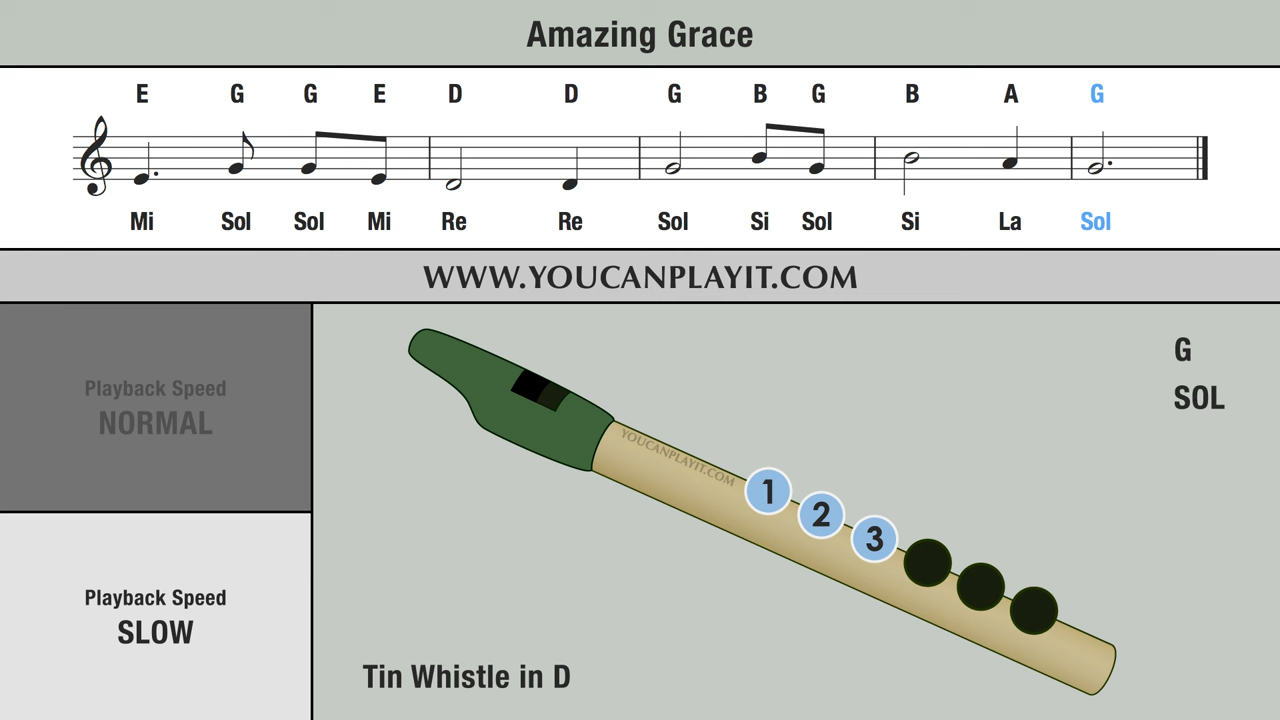 Amazing Grace
E G G E D D G B G B A G
Mi Sol Sol Mi Re Re Sol Si Sol Si La Sol
WWW.YOUCANPLAYIT.COM
Playback Speed
NORMAL
Playback Speed
SLOW
G
SOL
YOUCANPLAYIT.COM
1 2 3
Tin Whistle in D